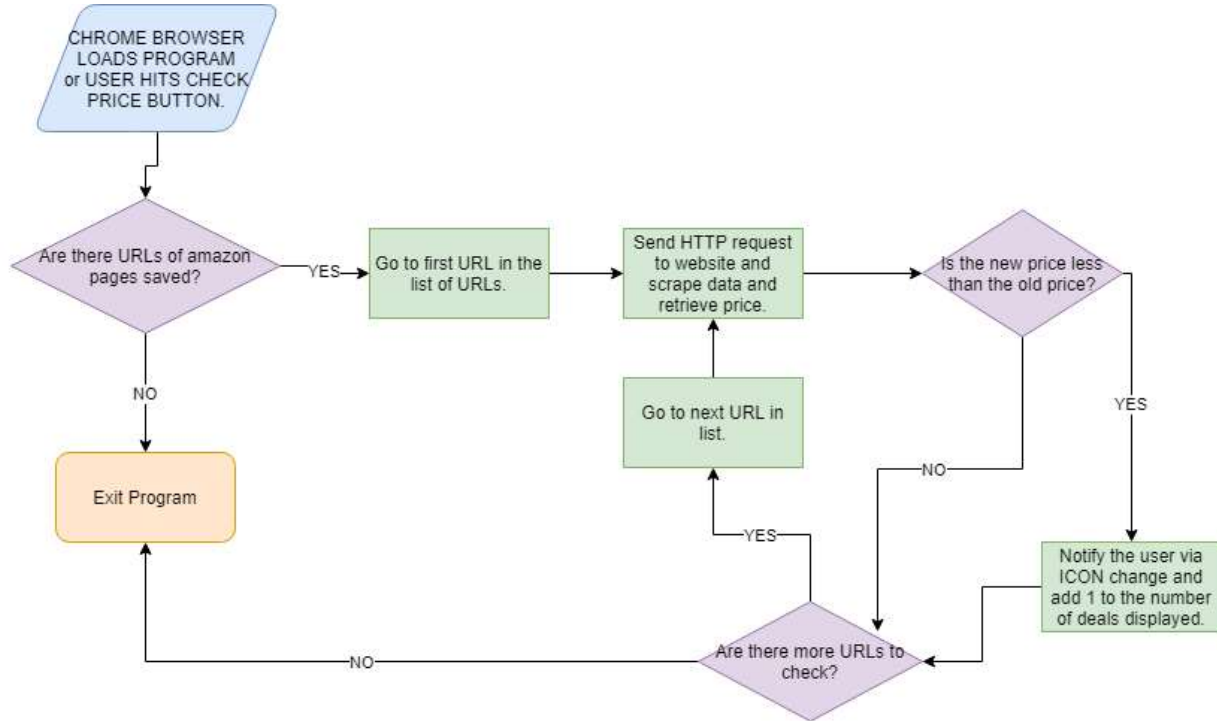 CHROME BROWSER
LOADS PROGRAM
or USER HITS CHECK
PRICE BUTTON.
Are there URLs of amazon
pages saved?
YES
Go to first URL in the
list of URLs.
Send HTTP request
to website and
scrape data and
retrieve price.
Is the new price less
than the old price?
NO
Go to next URL in
list.
YES
NO
Exit Program
YES
Notify the user via
ICON change and
add 1 to the number
of deals displayed.
Are there more URLs to
check?
NO